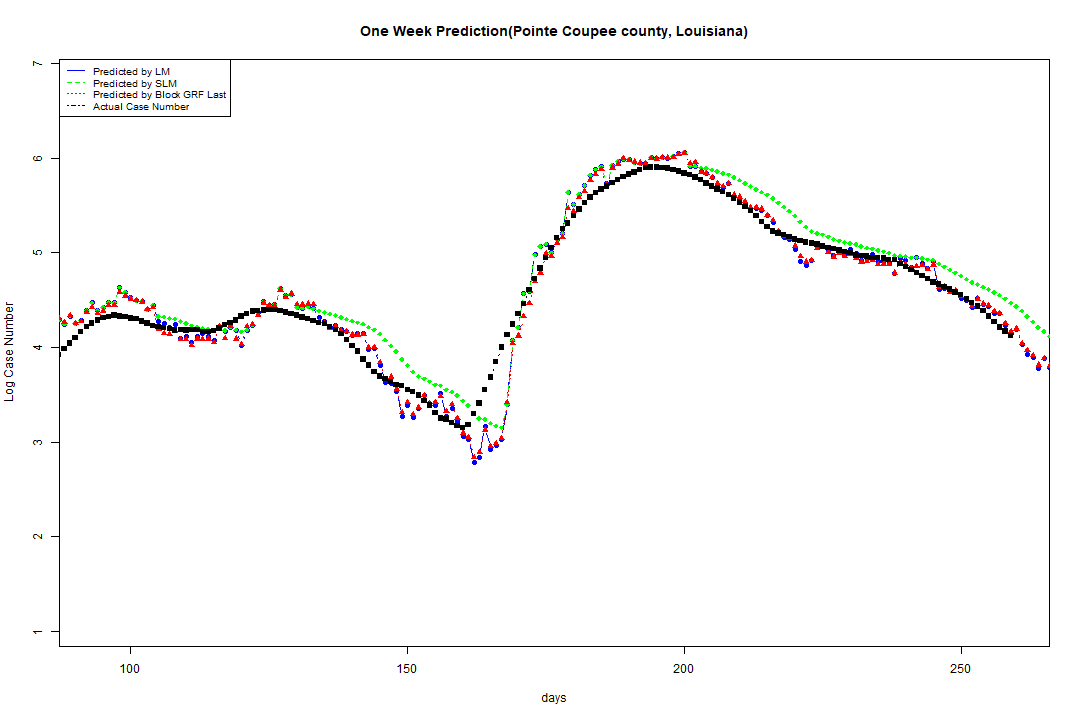 One Week Prediction(Pointe Coupee county, Louisiana)
Predicted by LM
Predicted by SLM
Predicted by Block GRF Last
Actual Case Number
7
6
5
4
3
2
1
Log Case Number
100 150 200 250
days